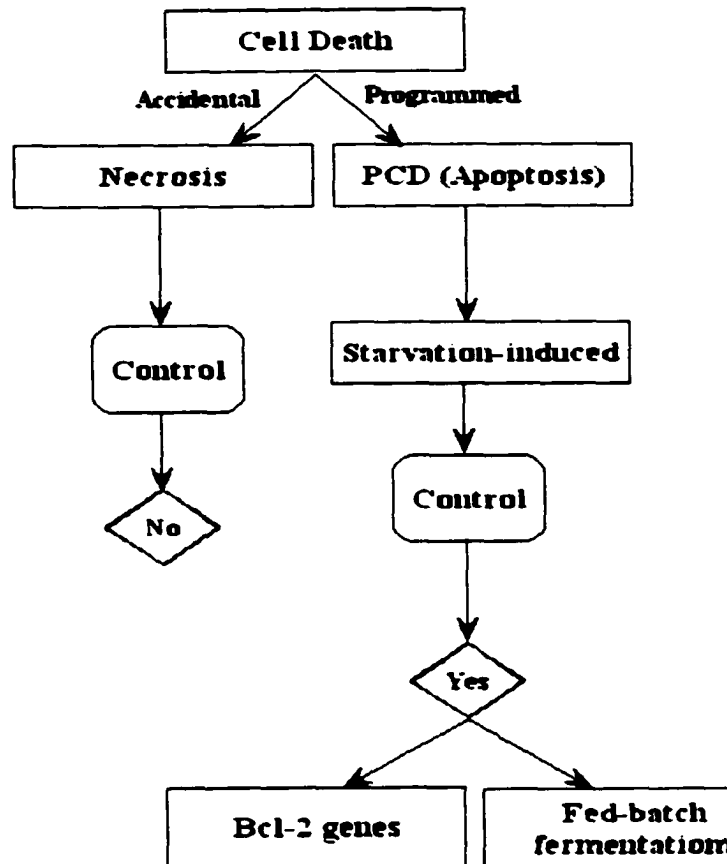 Cell Death
Accidental
Programmed
Necrosis
PCD (Apoptosis)
Control
Starvation-induced
Control
No
Yes
Bcl-2 genes
Fed-batch
fermentation